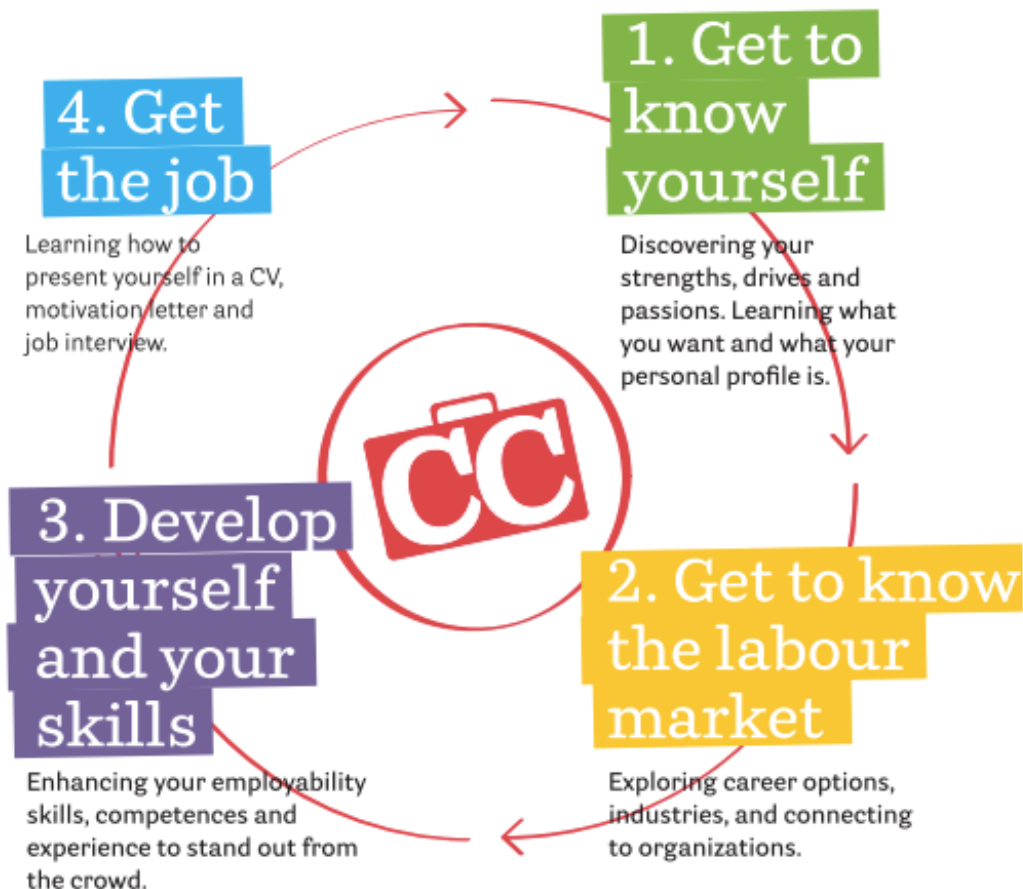 1. Get to
know
yourself
Discovering your
strengths, drives and
passions. Learning what
you want and what your
personal profile is.
2. Get to know
the labour
market
Exploring career options,
industries, and connecting
to organizations.
3. Develop
yourself
and your
skills
Enhancing your employability
skills, competences and
experience to stand out from
the crowd.
4. Get
the job
Learning how to
present yourself in a CV,
motivation letter and
job interview.
CC